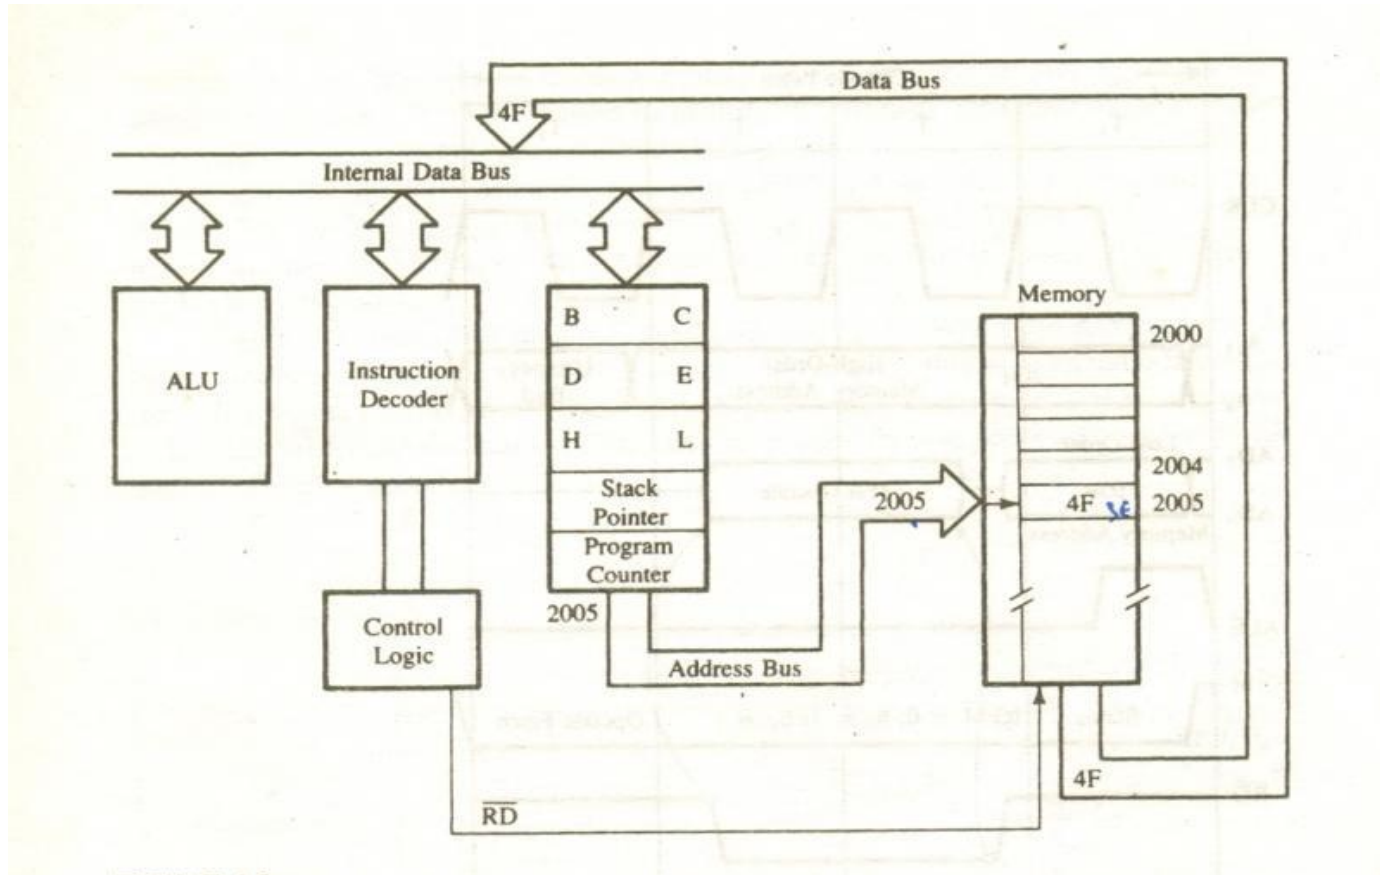 Data Bus
4F
Internal Data Bus
ALU
Instruction
Decoder
B C
D E
H L
Stack
Pointer
Program
Counter
2005
Control
Logic
Address Bus
2005
Memory
2000
2004
4F 2005
4F
RD